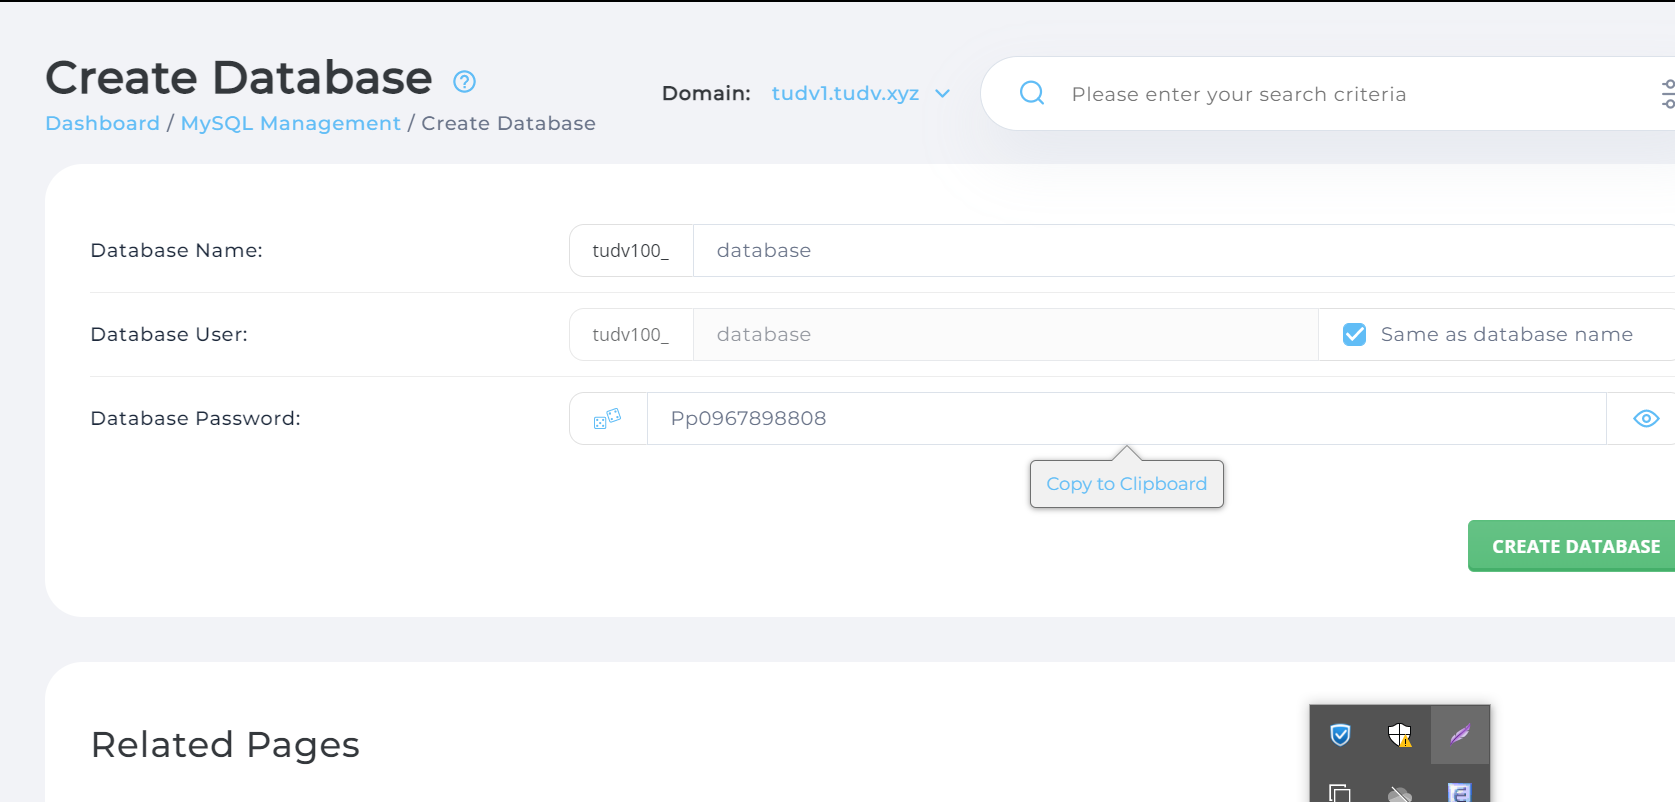 Create Database
Domain: tudv1.tudv.xyz
Please enter your search criteria
Dashboard / MySQL Management / Create Database
Database Name: tudv100_ database
Database User: tudv100_ database Same as database name
Database Password: Pp0967898808
Copy to Clipboard
CREATE DATABASE
Related Pages